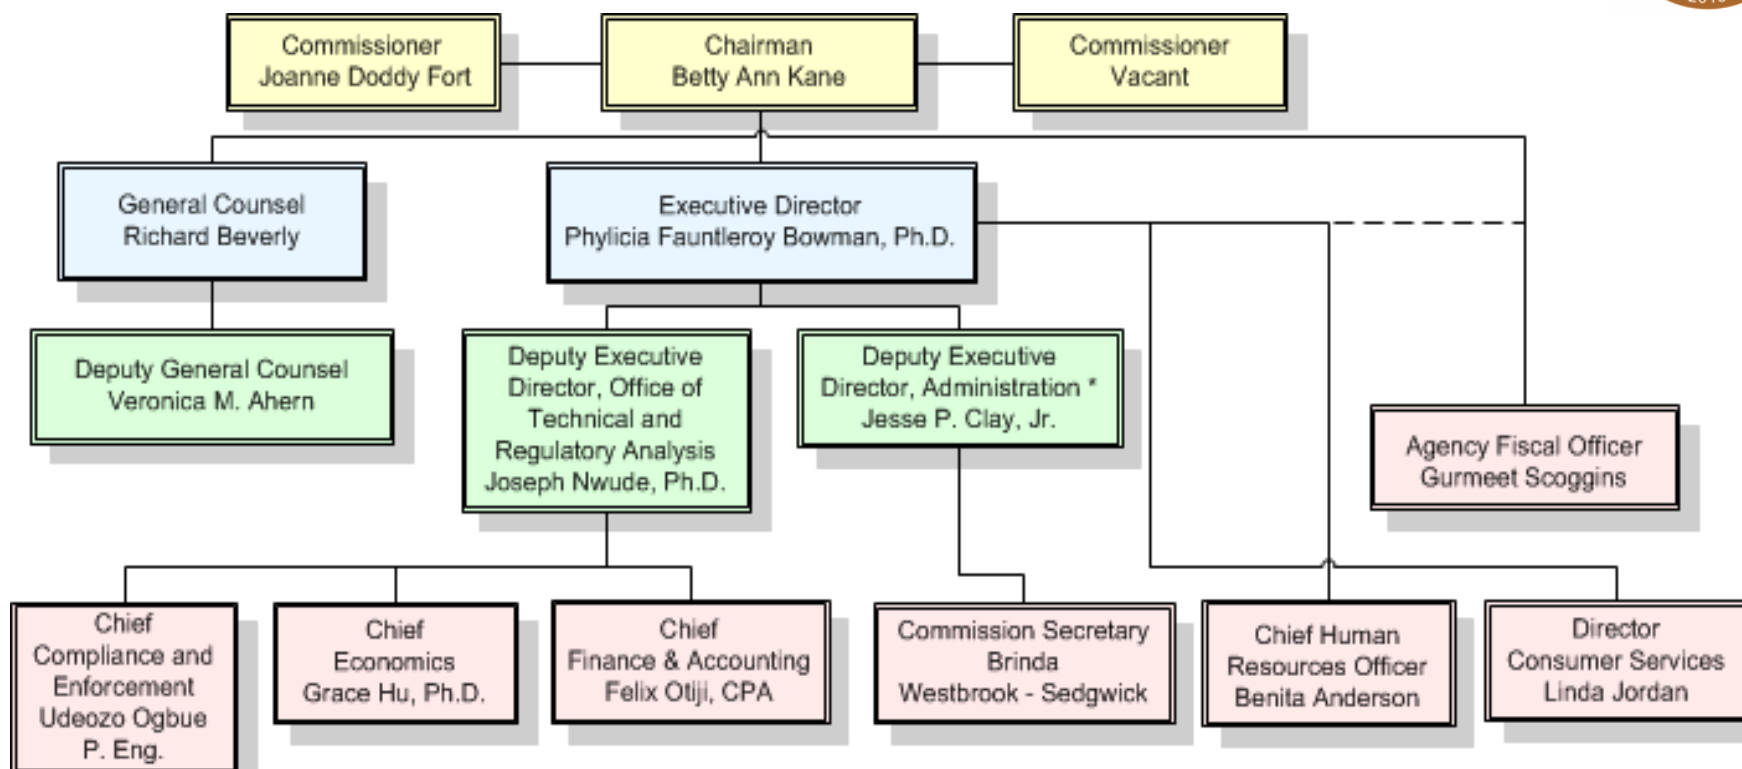 Commissioner
Joanne Doddy Fort
Chairman
Betty Ann Kane
Commissioner
Vacant
General Counsel
Richard Beverly
Executive Director
Phylicia Fauntleroy Bowman, Ph.D.
Deputy General Counsel
Veronica M. Ahern
Deputy Executive
Director, Office of
Technical and
Regulatory Analysis
Joseph Nwude, Ph.D.
Deputy Executive
Director, Administration *
Jesse P. Clay, Jr.
Agency Fiscal Officer
Gurmeet Scoggins
Chief
Compliance and
Enforcement
Udeozo Ogbue
P. Eng.
Chief
Economics
Grace Hu, Ph.D.
Chief
Finance & Accounting
Felix Otiji, CPA
Commission Secretary
Brinda
Westbrook - Sedgwick
Chief Human
Resources Officer
Benita Anderson
Director
Consumer Services
Linda Jordan